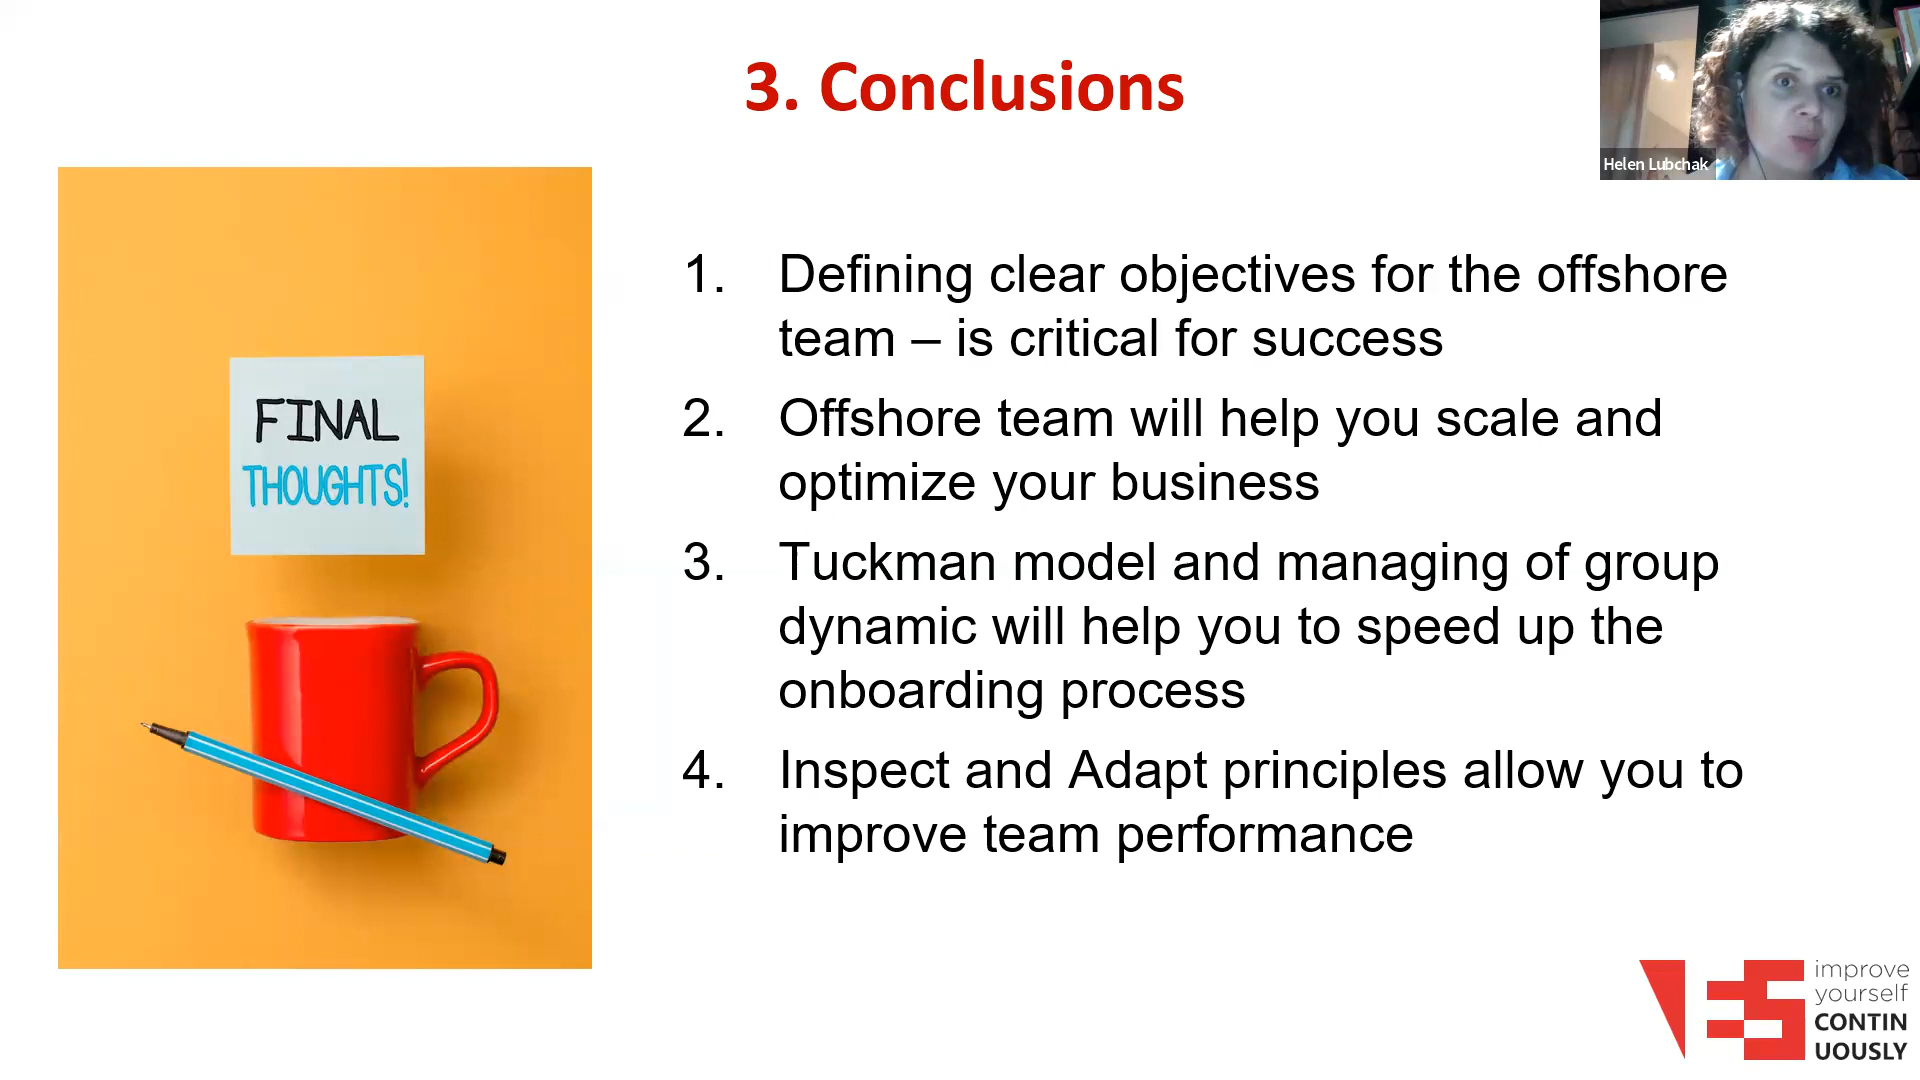 3. Conclusions
Helen Lubchak
FINAL
THOUGHTS!
1. Defining clear objectives for the offshore
team – is critical for success
2. Offshore team will help you scale and
optimize your business
3. Tuckman model and managing of group
dynamic will help you to speed up the
onboarding process
4. Inspect and Adapt principles allow you to
improve team performance
YES
improve
yourself
CONTIN
UOUSLY